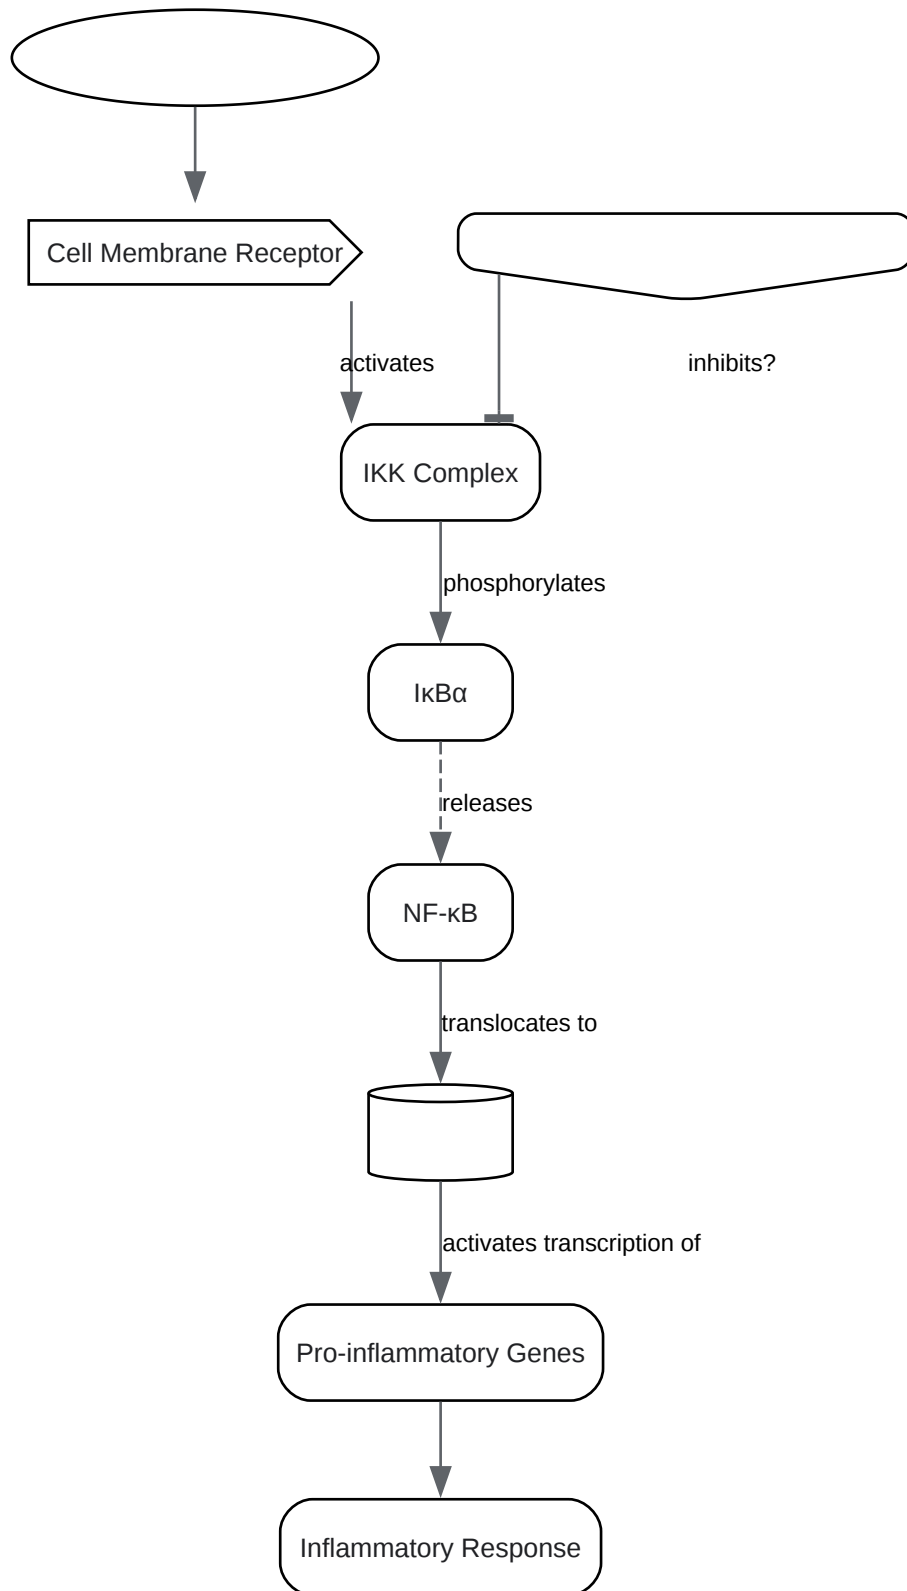 Cell Membrane Receptor
activates
inhibits?
IKK Complex
phosphorylates
IκBα
releases
NF-κB
translocates to
activates transcription of
Pro-inflammatory Genes
Inflammatory Response